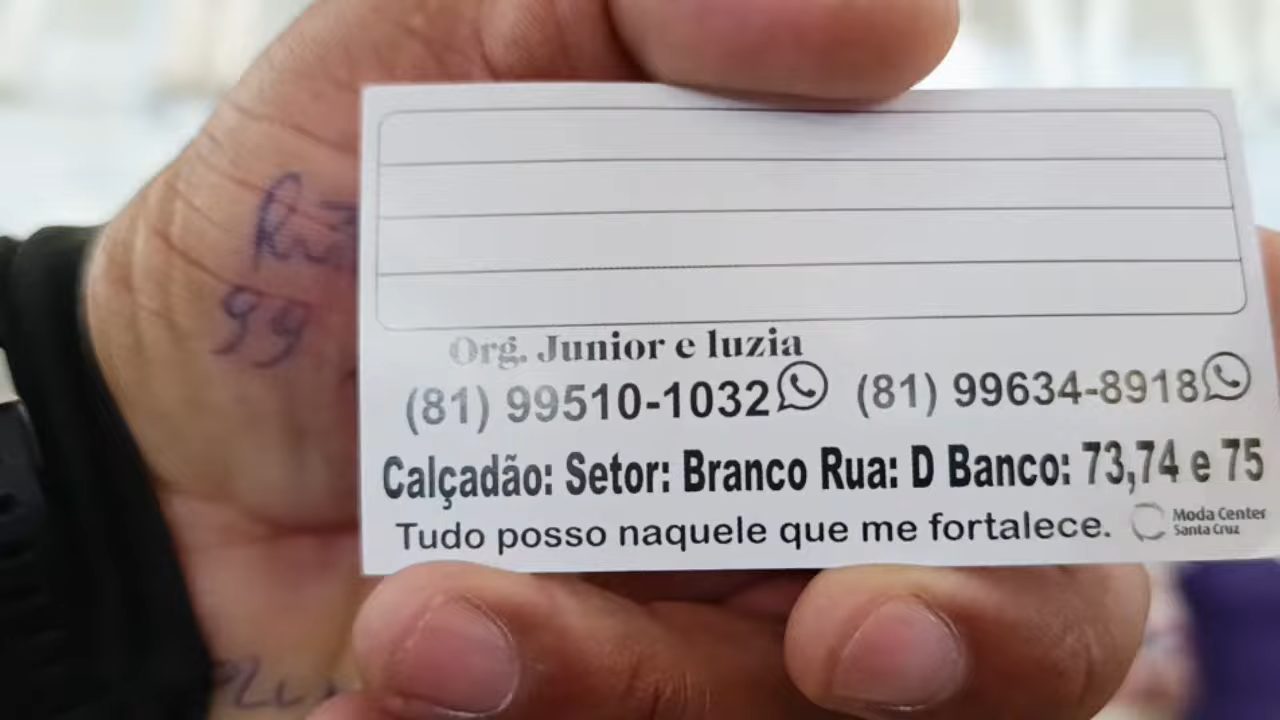 99
Org. Junior e luzia
(81) 99510-1032 (81) 99634-8918
Calçadão: Setor: Branco Rua: D Banco: 73,74 e 75
Tudo posso naquele que me fortalece.
Moda Center
Santa Cruz